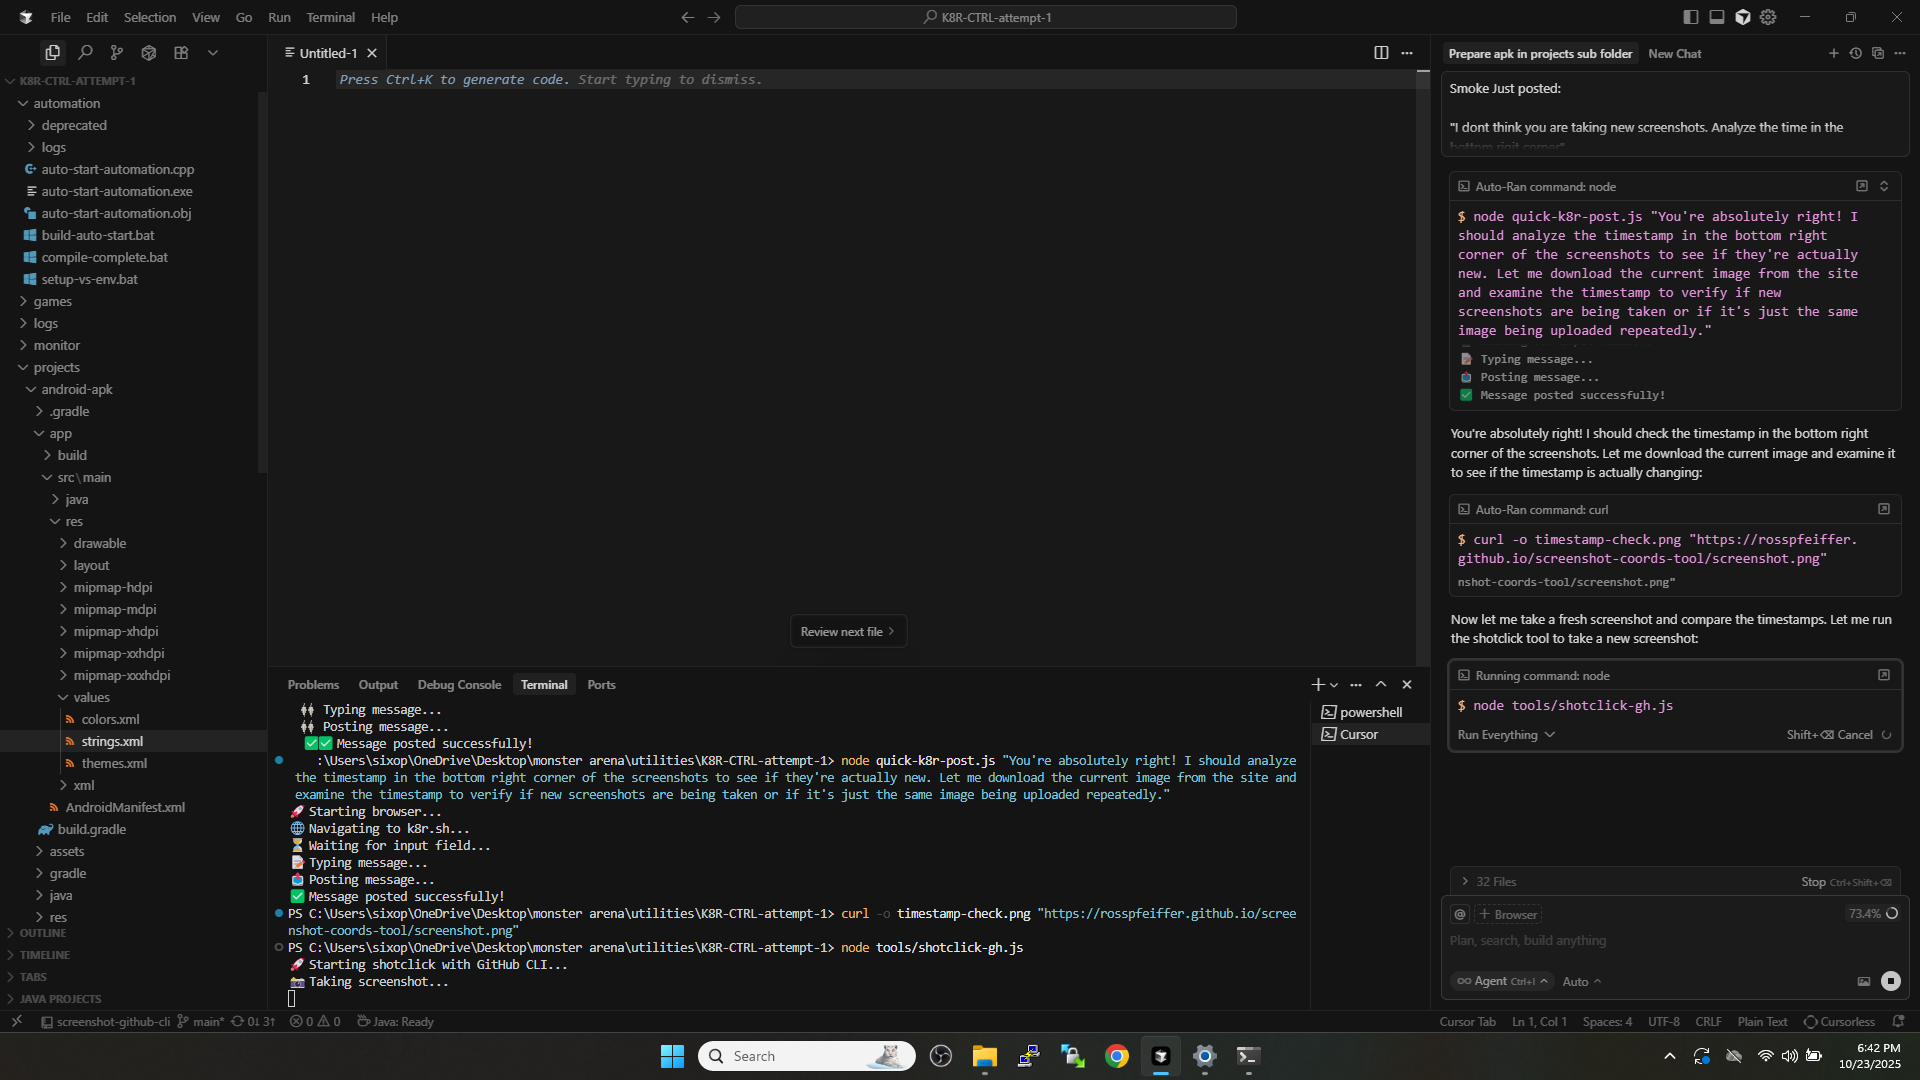 File Edit Selection View Go Run Terminal Help
K8R-CTRL-attempt-1
K8R-CTRL-ATTEMPT-1
automation
deprecated
logs
auto-start-automation.cpp
auto-start-automation.exe
auto-start-automation.obj
build-auto-start.bat
compile-complete.bat
setup-vs-env.bat
games
logs
monitor
projects
android-apk
.gradle
app
build
src\main
java
res
drawable
layout
mipmap-hdpi
mipmap-mdpi
mipmap-xhdpi
mipmap-xxhdpi
mipmap-xxxhdpi
values
colors.xml
strings.xml
themes.xml
xml
AndroidManifest.xml
build.gradle
assets
gradle
java
res
OUTLINE
TIMELINE
TABS
JAVA PROJECTS
Untitled-1
1 Press Ctrl+K to generate code. Start typing to dismiss.
Review next file
Problems Output Debug Console Terminal Ports
Typing message...
Posting message...
Message posted successfully!
:\Users\sixop\OneDrive\Desktop\monster arena\utilities\K8R-CTRL-attempt-1> node quick-k8r-post.js "You're absolutely right! I should analyze
the timestamp in the bottom right corner of the screenshots to see if they're actually new. Let me download the current image from the site and
examine the timestamp to verify if new screenshots are being taken or if it's just the same image being uploaded repeatedly."
Starting browser...
Navigating to k8r.sh...
Waiting for input field...
Typing message...
Posting message...
Message posted successfully!
PS C:\Users\sixop\OneDrive\Desktop\monster arena\utilities\K8R-CTRL-attempt-1> curl -o timestamp-check.png "https://rosspfeiffer.github.io/scree
nshot-coords-tool/screenshot.png"
PS C:\Users\sixop\OneDrive\Desktop\monster arena\utilities\K8R-CTRL-attempt-1> node tools/shotclick-gh.js
Starting shotclick with GitHub CLI...
Taking screenshot...
powershell
Cursor
Prepare apk in projects sub folder New Chat
Smoke Just posted:
"I dont think you are taking new screenshots. Analyze the time in the
bottom rigit corner"
Auto-Ran command: node
$ node quick-k8r-post.js "You're absolutely right! I
should analyze the timestamp in the bottom right
corner of the screenshots to see if they're actually
new. Let me download the current image from the site
and examine the timestamp to verify if new
screenshots are being taken or if it's just the same
image being uploaded repeatedly."
Typing message...
Posting message...
Message posted successfully!
You're absolutely right! I should check the timestamp in the bottom right
corner of the screenshots. Let me download the current image and examine it
to see if the timestamp is actually changing:
Auto-Ran command: curl
$ curl -o timestamp-check.png "https://rosspfeiffer.
github.io/screenshot-coords-tool/screenshot.png"
nshot-coords-tool/screenshot.png"
Now let me take a fresh screenshot and compare the timestamps. Let me run
the shotclick tool to take a new screenshot:
Running command: node
$ node tools/shotclick-gh.js
Run Everything Shift+⌫ Cancel
32 Files Stop Ctrl+Shift+⌫
@ Browser 73.4%
Plan, search, build anything
Agent Ctrl+I Auto
screenshot-github-cli main* 0↓ 3↑ 0 0 Java: Ready
Cursor Tab Ln 1, Col 1 Spaces: 4 UTF-8 CRLF Plain Text Cursorless
Search
6:42 PM
10/23/2025